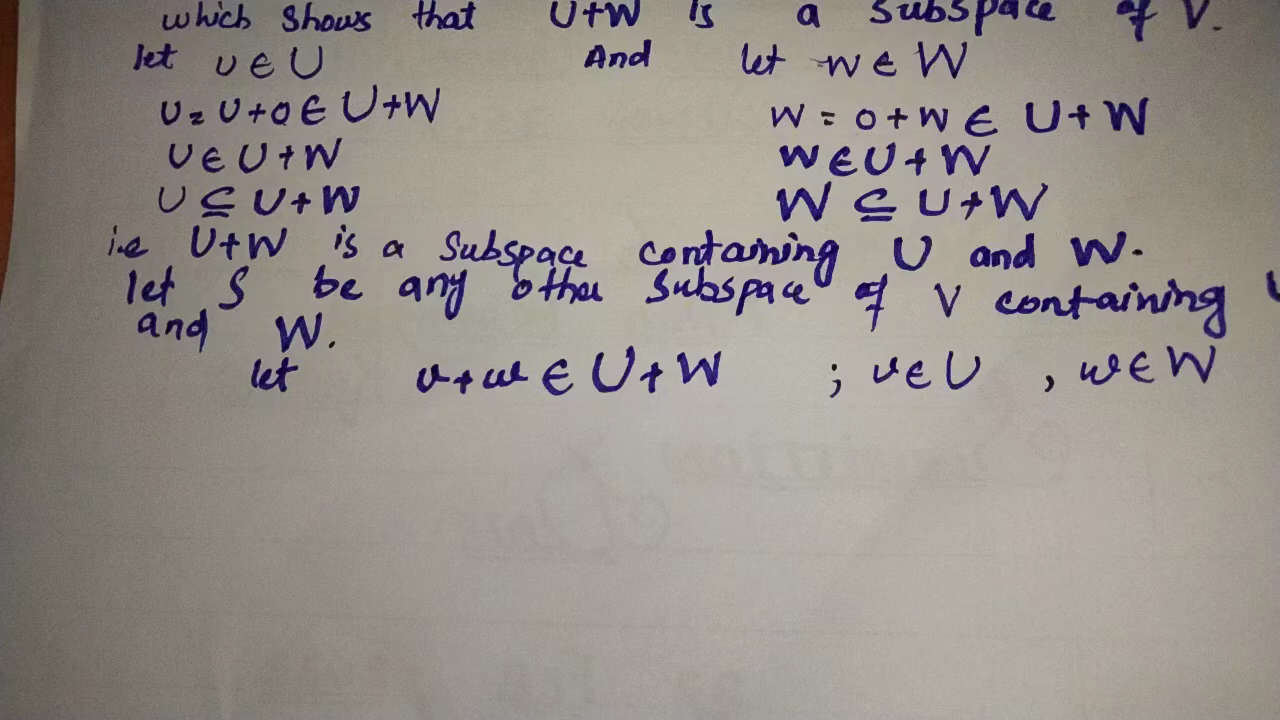 which shows that U+W is a subspace of V.
let u∈U And let w∈W
u=u+0∈U+W w=0+w∈ U+W
u∈U+W w∈U+W
U⊆U+W W⊆U+W
i.e U+W is a subspace containing U and W.
let S be any other subspace of V containing
and W.
let u+w∈U+W ; u∈U , w∈W